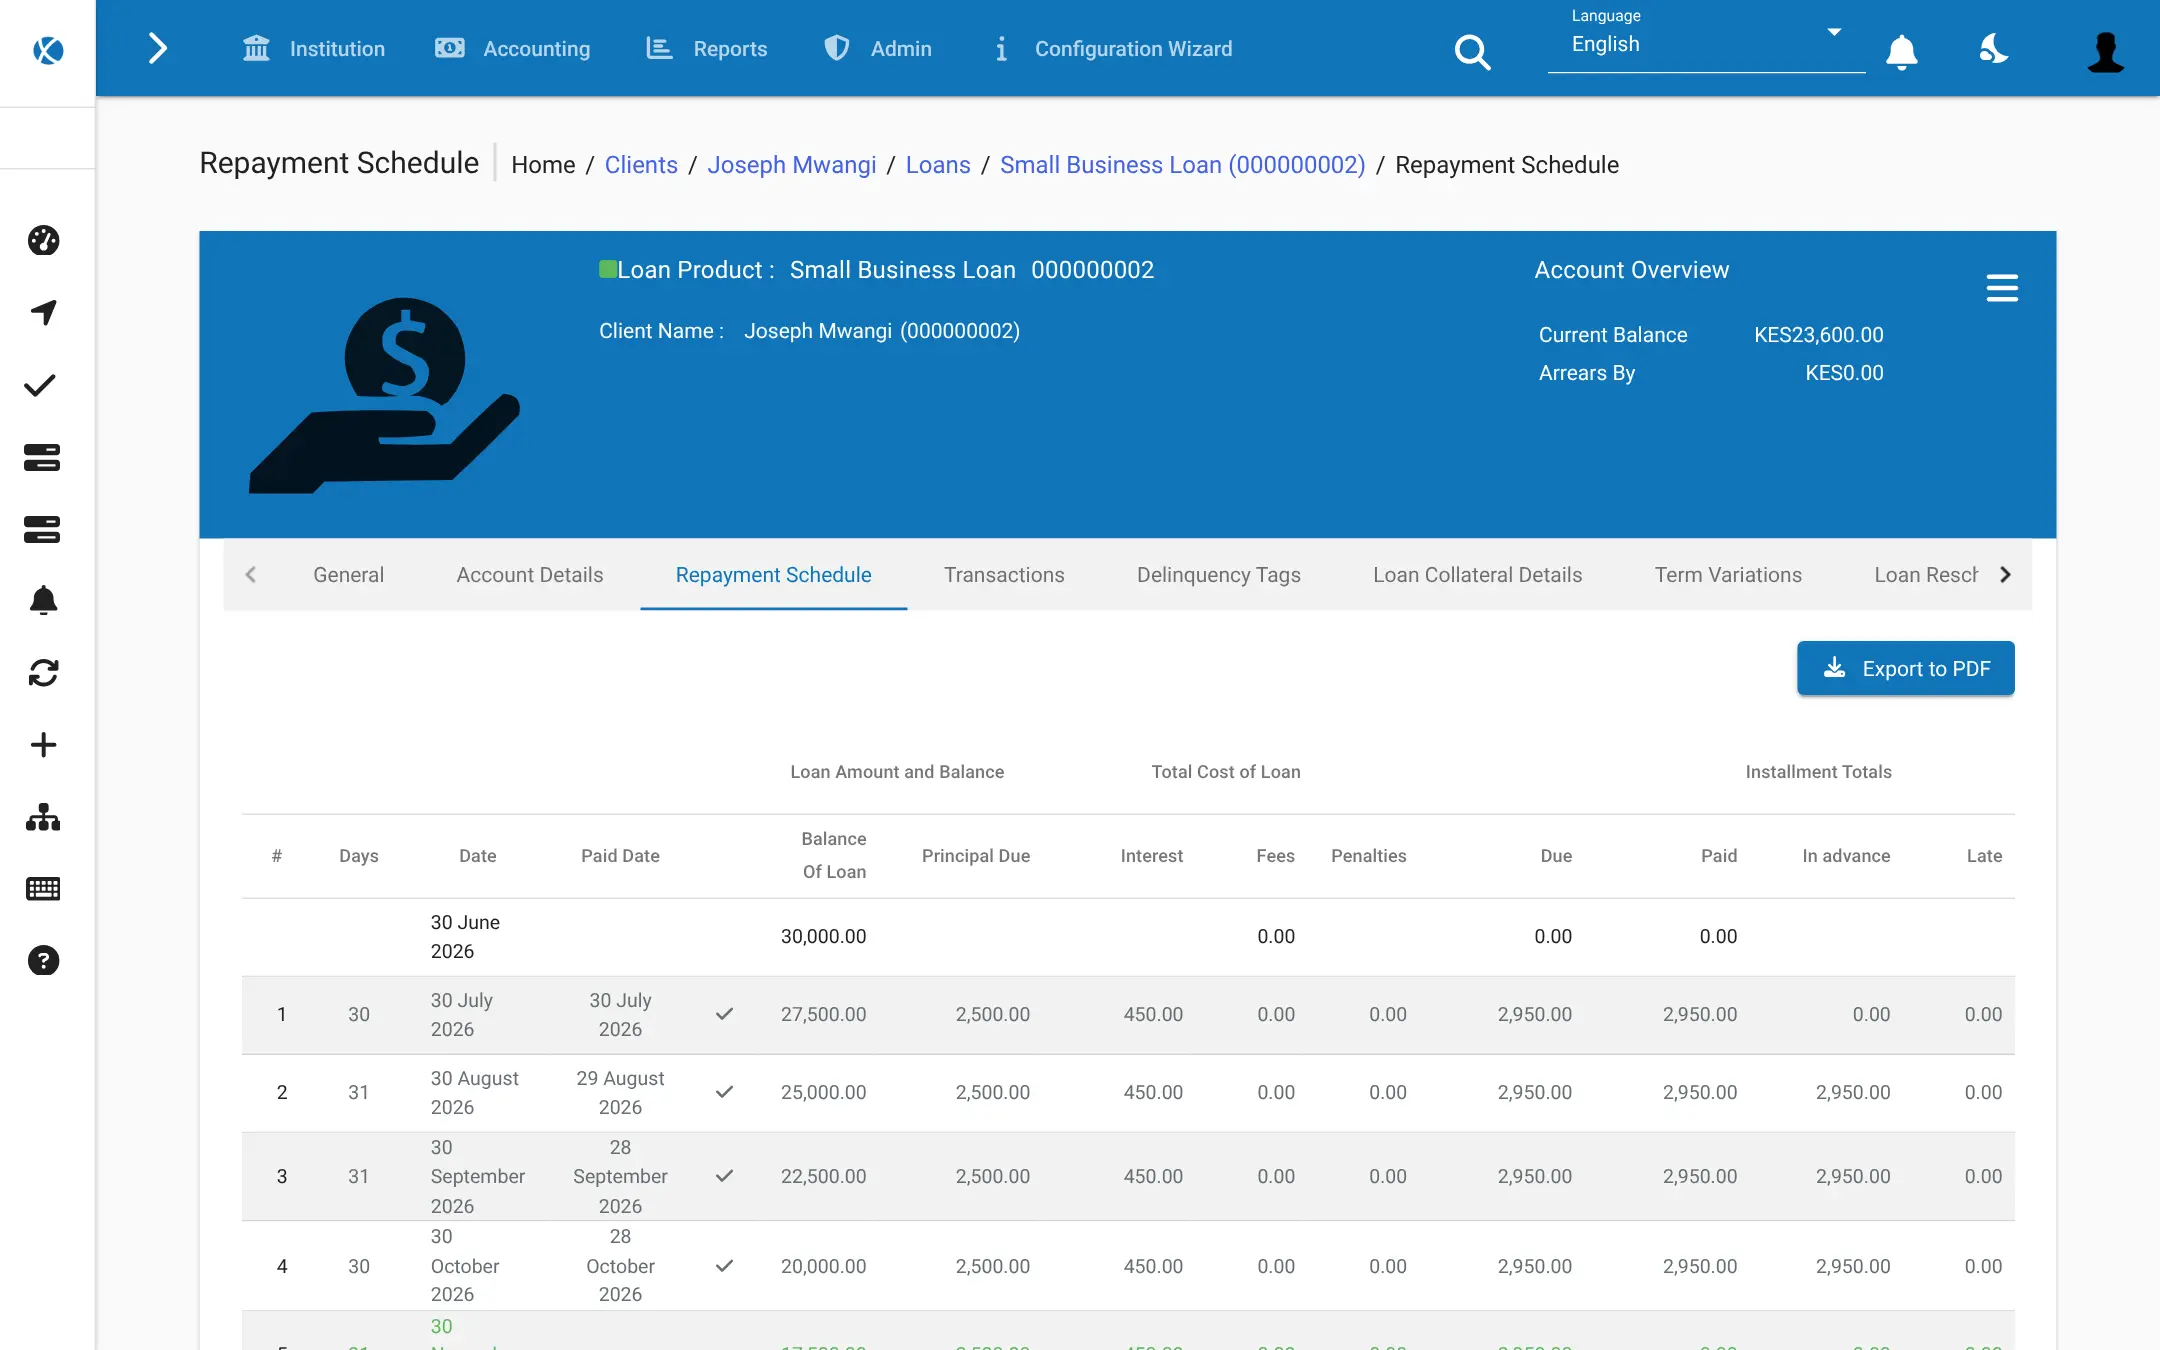 Institution Accounting Reports Admin Configuration Wizard
Language
English
Repayment Schedule Home / Clients / Joseph Mwangi / Loans / Small Business Loan (000000002) / Repayment Schedule
Loan Product : Small Business Loan 000000002
Client Name : Joseph Mwangi (000000002)
Account Overview
Current Balance KES23,600.00
Arrears By KES0.00
General Account Details Repayment Schedule Transactions Delinquency Tags Loan Collateral Details Term Variations Loan Resch
Export to PDF
Loan Amount and Balance Total Cost of Loan Installment Totals
# Days Date Paid Date Balance Of Loan Principal Due Interest Fees Penalties Due Paid In advance Late
30 June 2026 30,000.00 0.00 0.00 0.00
1 30 30 July 2026 30 July 2026 27,500.00 2,500.00 450.00 0.00 0.00 2,950.00 2,950.00 0.00 0.00
2 31 30 August 2026 29 August 2026 25,000.00 2,500.00 450.00 0.00 0.00 2,950.00 2,950.00 2,950.00 0.00
3 31 30 September 2026 28 September 2026 22,500.00 2,500.00 450.00 0.00 0.00 2,950.00 2,950.00 2,950.00 0.00
4 30 30 October 2026 28 October 2026 20,000.00 2,500.00 450.00 0.00 0.00 2,950.00 2,950.00 2,950.00 0.00
30